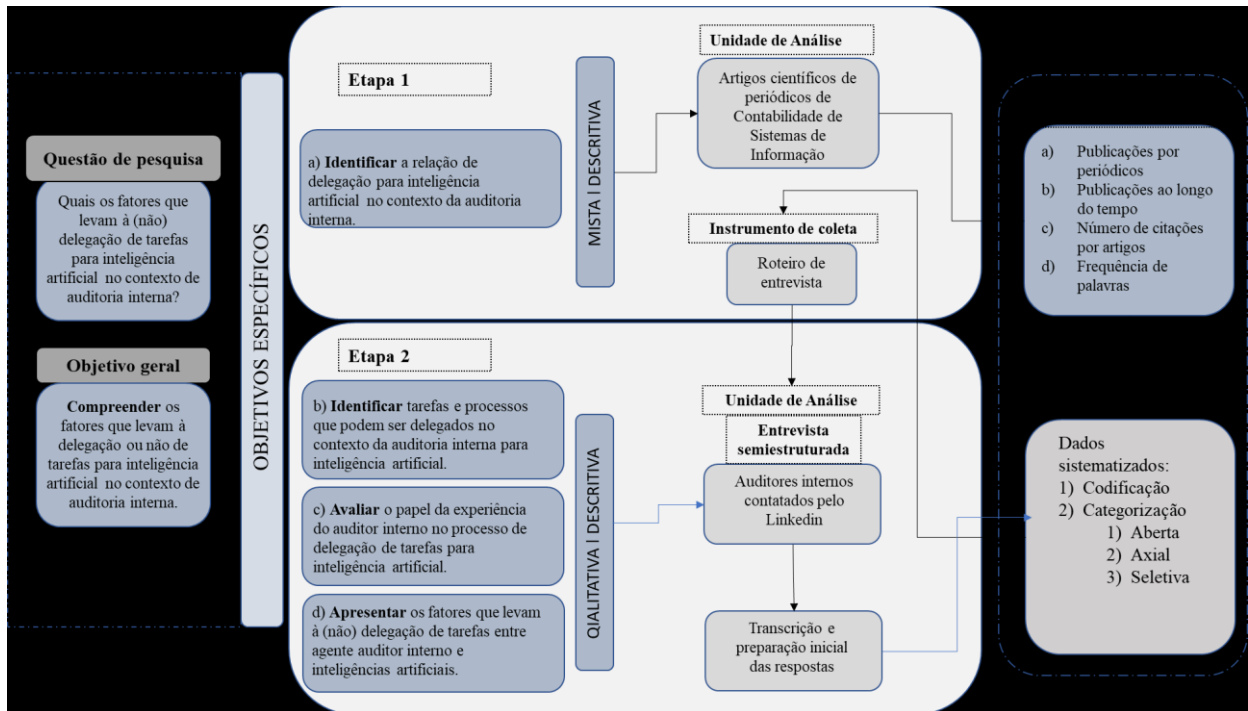 Questão de pesquisa
Quais os fatores que
levam à (não)
delegação de tarefas
para inteligência
artificial no contexto de
auditoria interna?
Objetivo geral
Compreender os
fatores que levam à
delegação ou não de
tarefas para inteligência
artificial no contexto de
auditoria interna.
OBJETIVOS ESPECÍFICOS
Etapa 1
a) Identificar a relação de
delegação para inteligência
artificial no contexto da auditoria
interna.
MISTA I DESCRITIVA
Unidade de Análise
Artigos científicos de
periódicos de
Contabilidade de
Sistemas de
Informação
Instrumento de coleta
Roteiro de
entrevista
Etapa 2
b) Identificar tarefas e processos
que podem ser delegados no
contexto da auditoria interna para
inteligência artificial.
c) Avaliar o papel da experiência
do auditor interno no processo de
delegação de tarefas para
inteligência artificial.
d) Apresentar os fatores que levam
à (não) delegação de tarefas entre
agente auditor interno e
inteligências artificiais.
QIALITATIVA I DESCRITIVA
Unidade de Análise
Entrevista
semiestruturada
Auditores internos
contatados pelo
Linkedin
Transcrição e
preparação inicial
das respostas
a) Publicações por
periódicos
b) Publicações ao longo
do tempo
c) Número de citações
por artigos
d) Frequência de
palavras
Dados
sistematizados:
1) Codificação
2) Categorização
1) Aberta
2) Axial
3) Seletiva